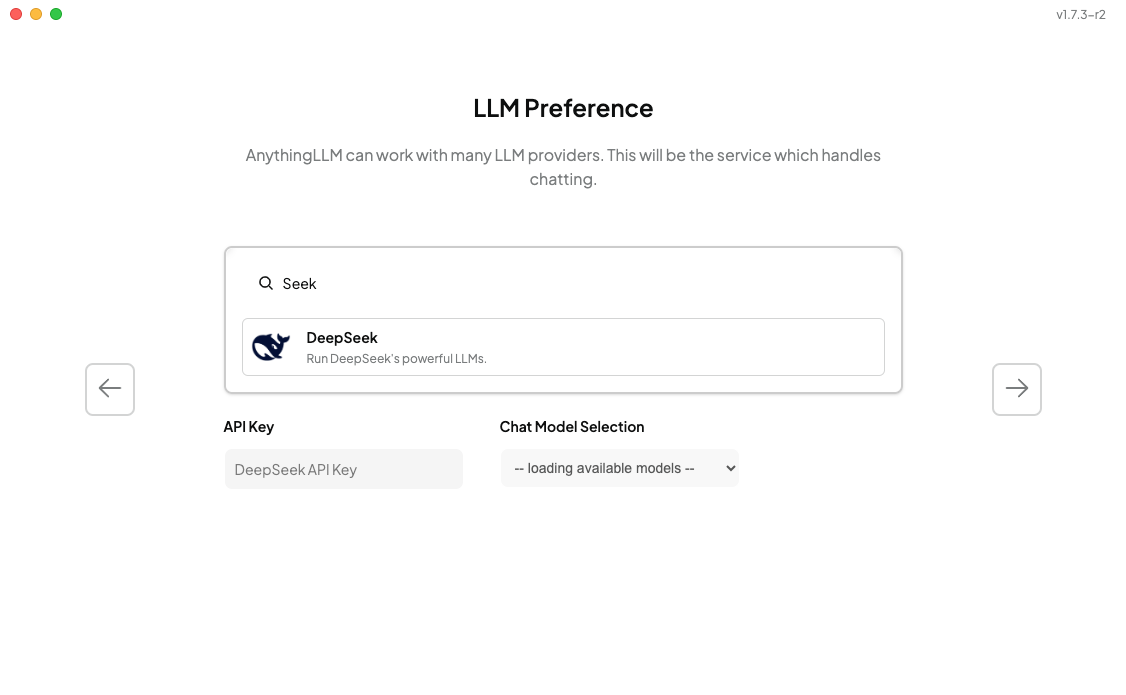 v1.7.3-r2
LLM Preference
AnythingLLM can work with many LLM providers. This will be the service which handles
chatting.
Seek
DeepSeek
Run DeepSeek's powerful LLMs.
API Key
Chat Model Selection
DeepSeek API Key
-- loading available models --